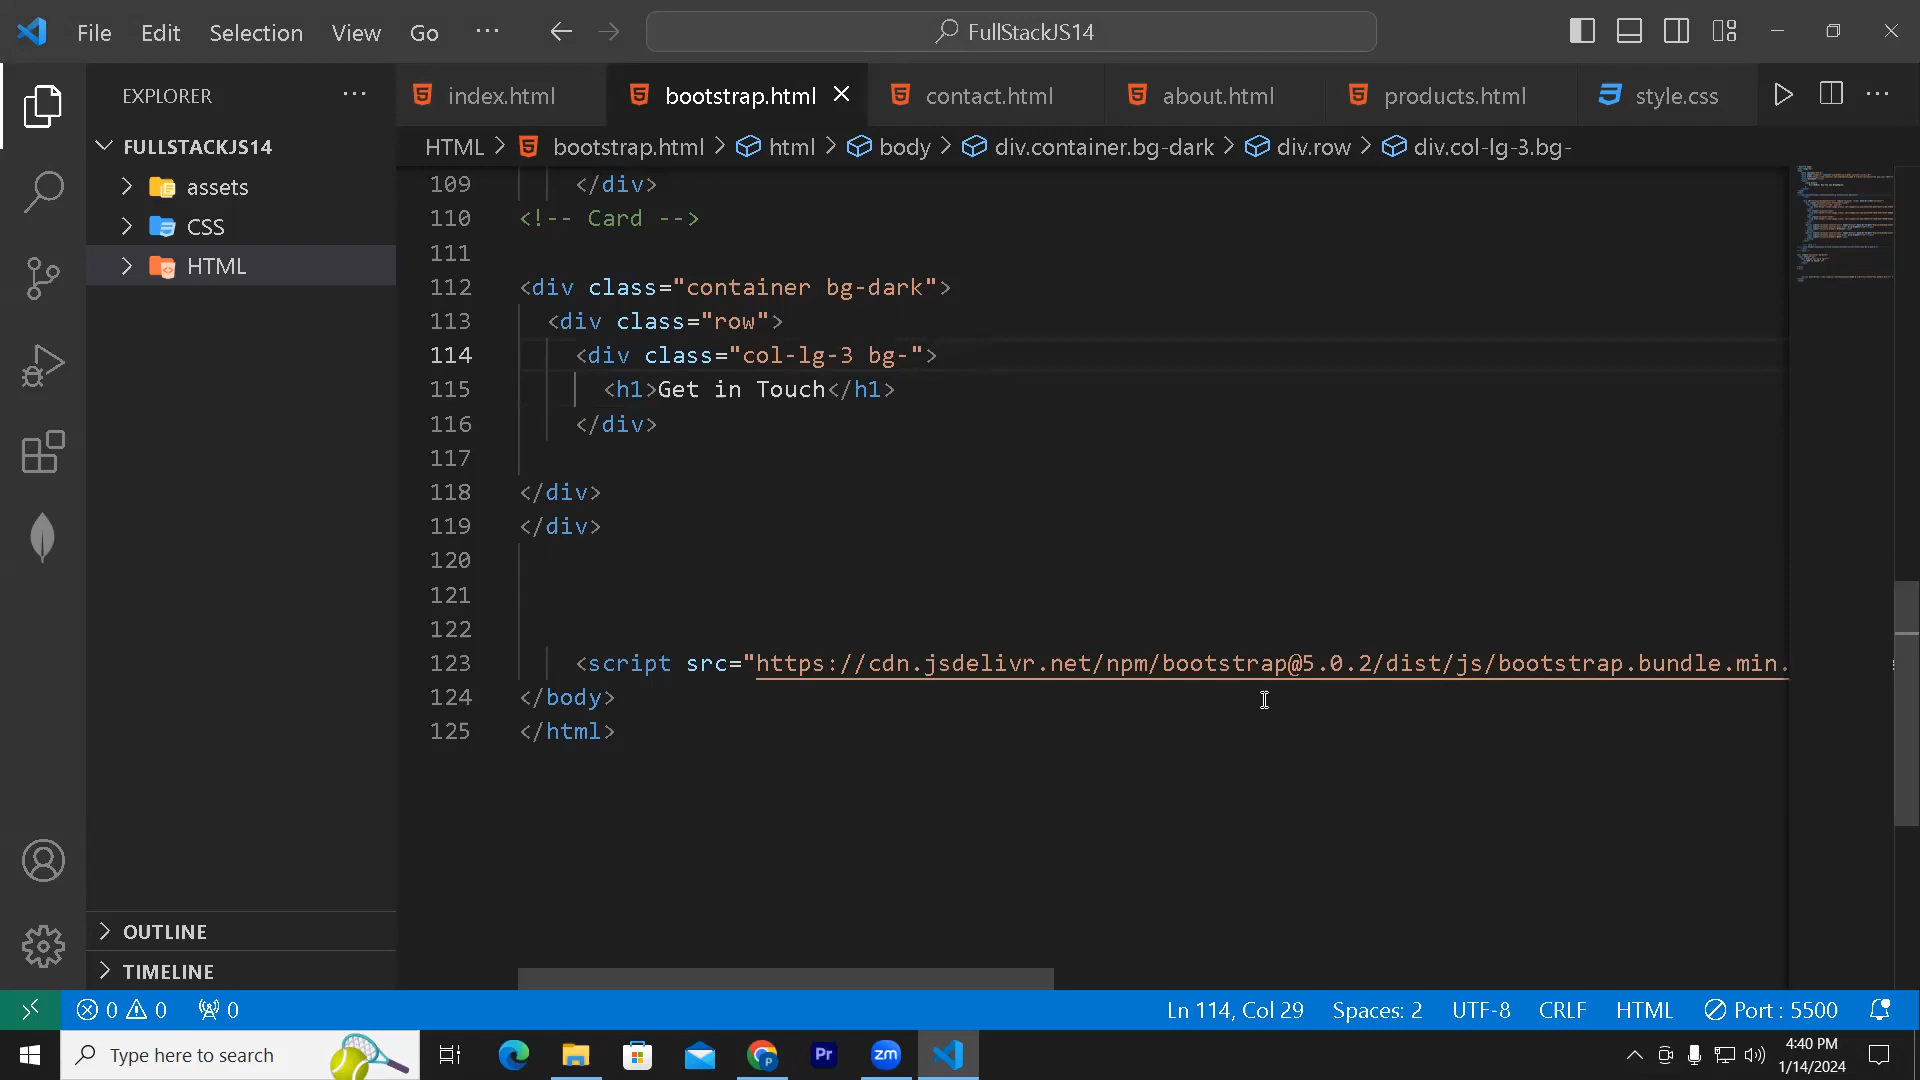 File Edit Selection View Go ··· FullStackJS14
EXPLORER ··· index.html bootstrap.html contact.html about.html products.html style.css ···
FULLSTACKJS14 HTML > bootstrap.html > html > body > div.container.bg-dark > div.row > div.col-lg-3.bg-
assets
CSS
HTML
109 </div>
110 <!-- Card -->
111
112 <div class="container bg-dark">
113 <div class="row">
114 <div class="col-lg-3 bg-">
115 <h1>Get in Touch</h1>
116 </div>
117
118 </div>
119 </div>
120
121
122
123 <script src="https://cdn.jsdelivr.net/npm/bootstrap@5.0.2/dist/js/bootstrap.bundle.min.
124 </body>
125 </html>
OUTLINE
TIMELINE
0 0 0 Ln 114, Col 29 Spaces: 2 UTF-8 CRLF HTML Port : 5500
Type here to search Pr zm 4:40 PM
1/14/2024